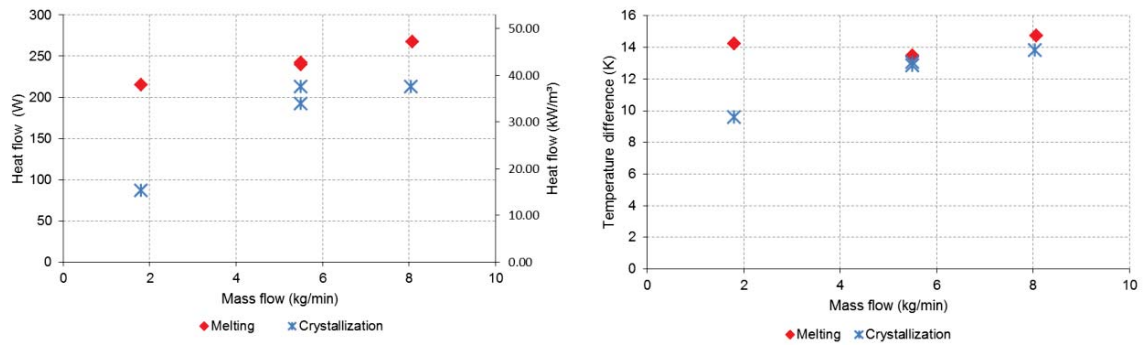 300
250
200
150
100
50
0
Heat flow (W)
50.00
40.00
30.00
20.00
10.00
0.00
Heat flow (kW/m³)
0 2 4 6 8 10
Mass flow (kg/min)
Melting Crystallization
16
14
12
10
8
6
4
2
0
Temperature difference (K)
0 2 4 6 8 10
Mass flow (kg/min)
Melting Crystallization